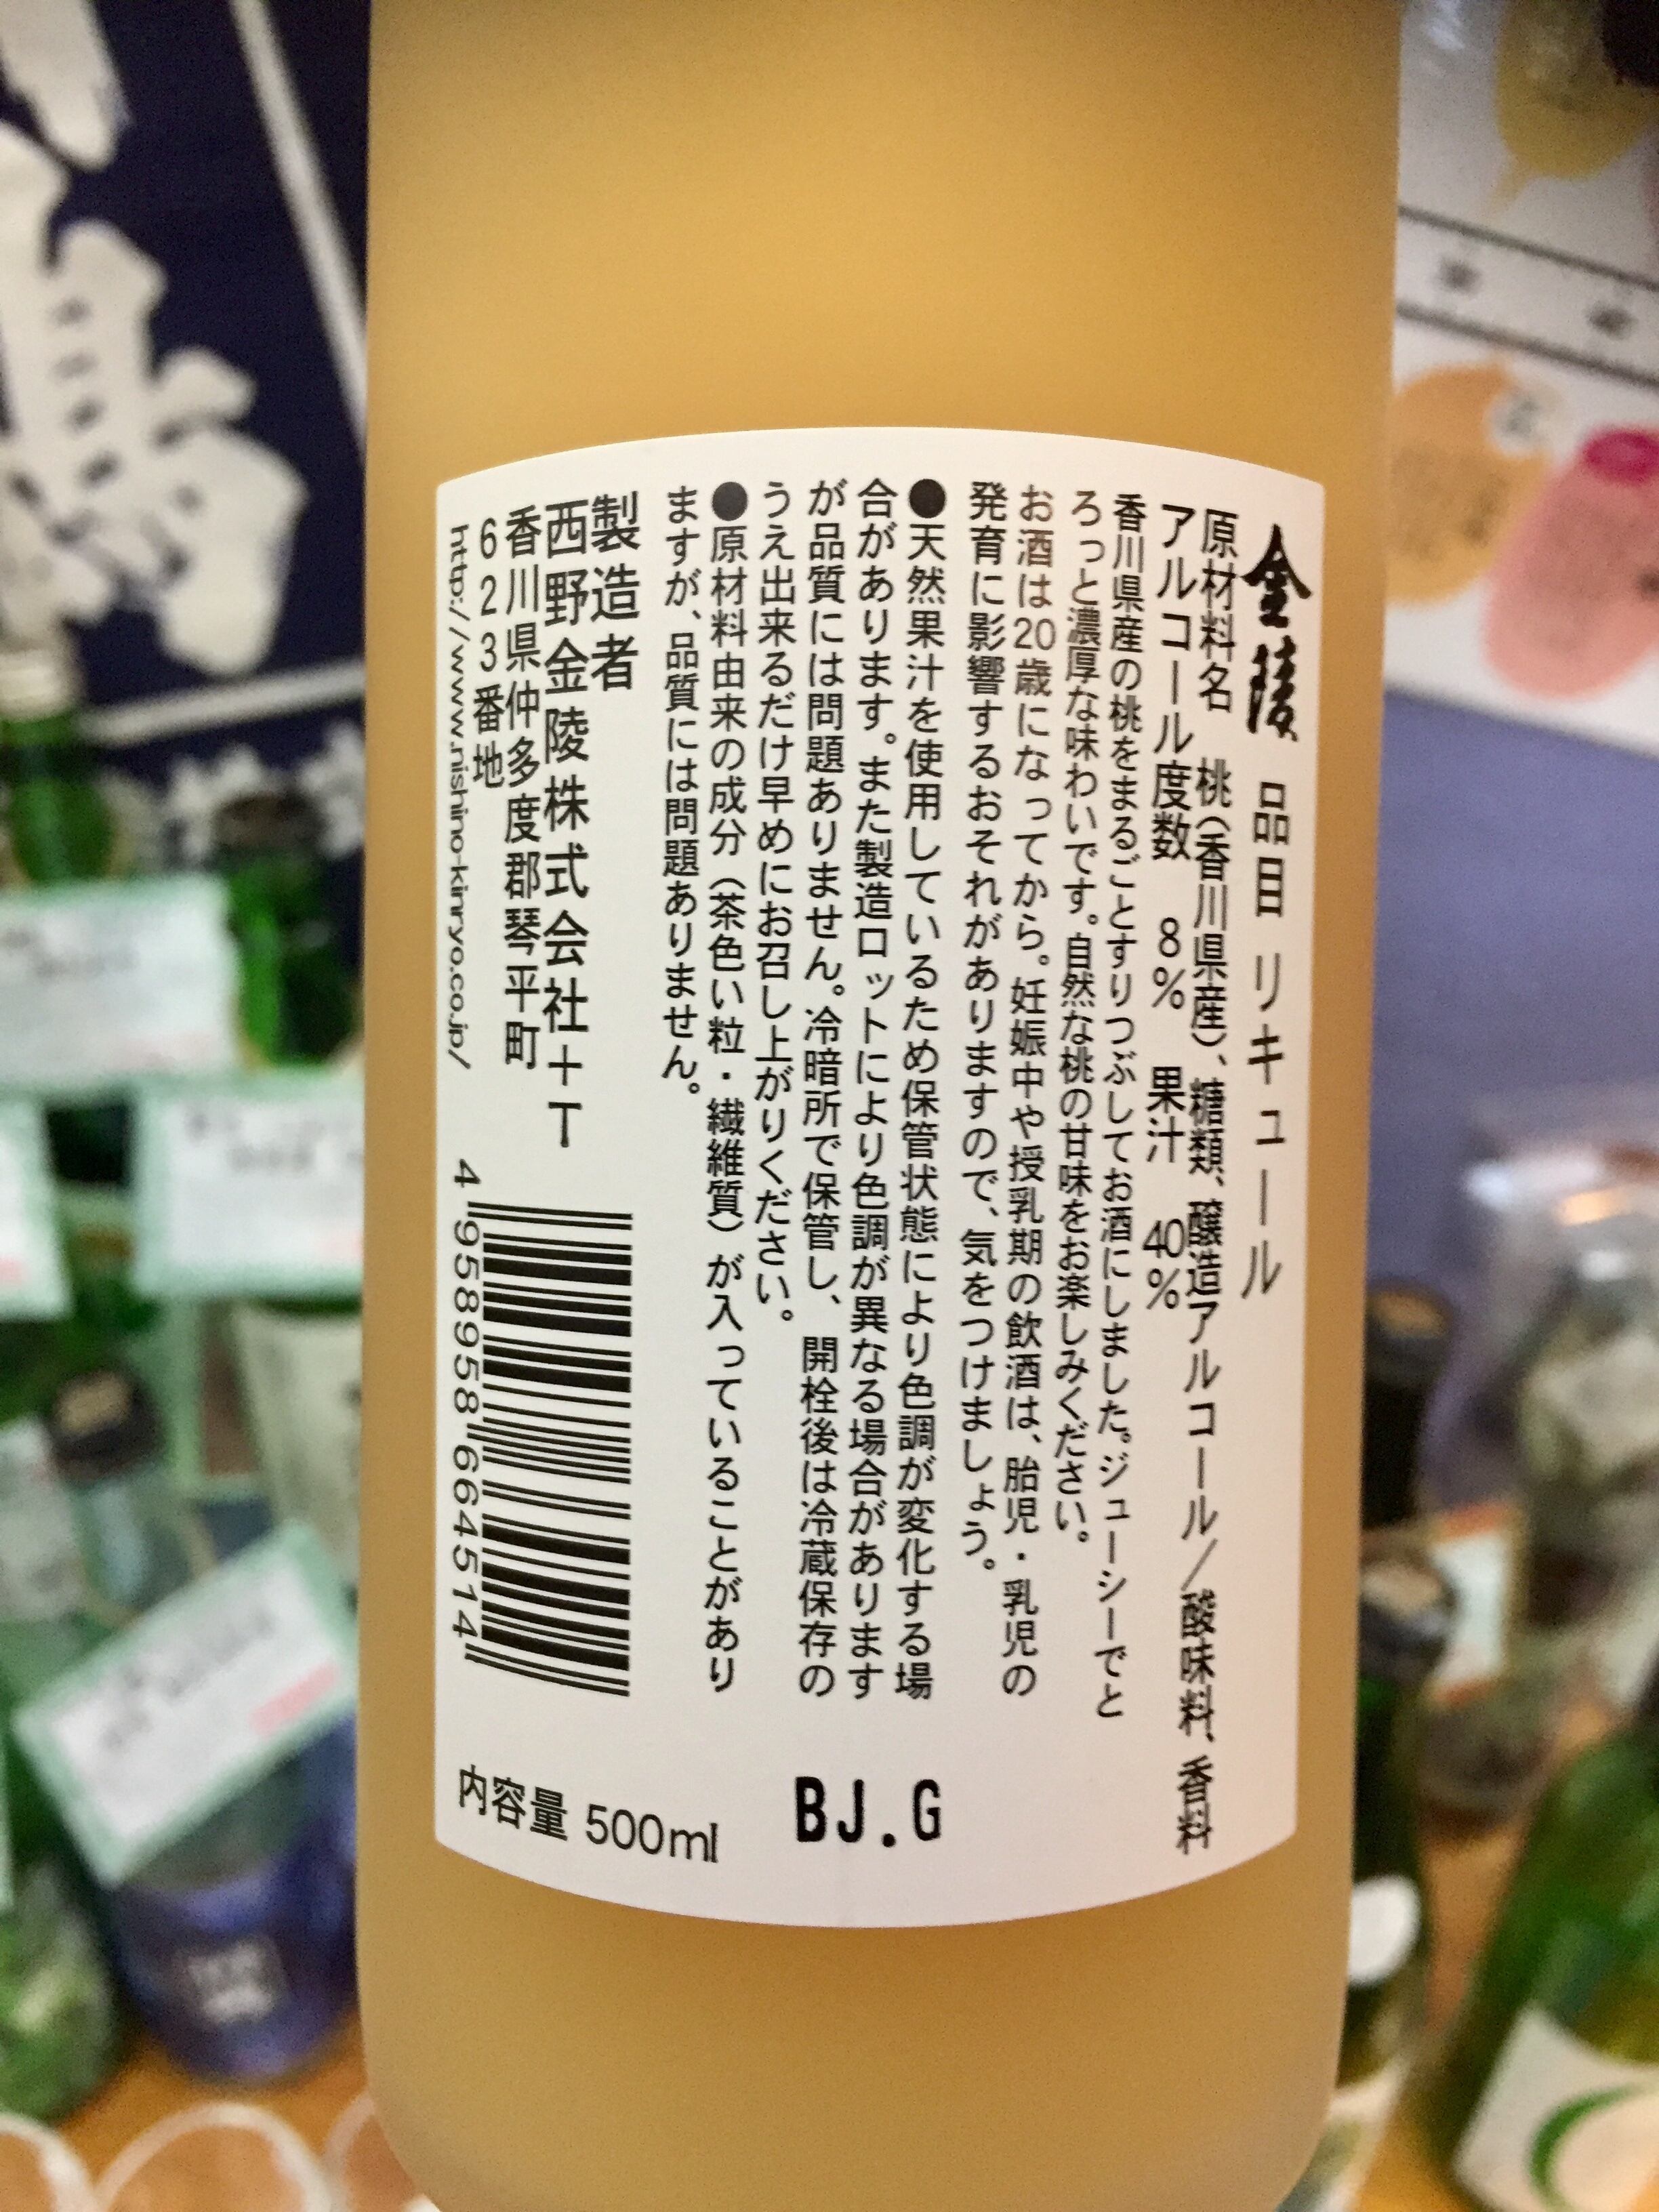 金陵 品目 リキュール
原材料名 桃(香川県産)、糖類、醸造アルコール/酸味料、香料
アルコール度数 8% 果汁 40%
香川県産の桃をまるごとすりつぶしてお酒にしました。ジューシーでと
ろっと濃厚な味わいです。自然な桃の甘味をお楽しみください。
お酒は20歳になってから。妊娠中や授乳期の飲酒は、胎児・乳児の
発育に影響するおそれがありますので、気をつけましょう。
●天然果汁を使用しているため保管状態により色調が変化する場
合があります。また製造ロットにより色調が異なる場合があります
が品質には問題ありません。冷暗所で保管し、開栓後は冷蔵保存の
うえ出来るだけ早めにお召し上がりください。
●原材料由来の成分(茶色い粒・繊維質)が入っていることがあり
ますが、品質には問題ありません。
製造者
西野金陵株式会社+T
香川県仲多度郡琴平町
623番地
http://www.nishino-kinryo.co.jp/
4 958958 664514
内容量 500ml
BJ.G